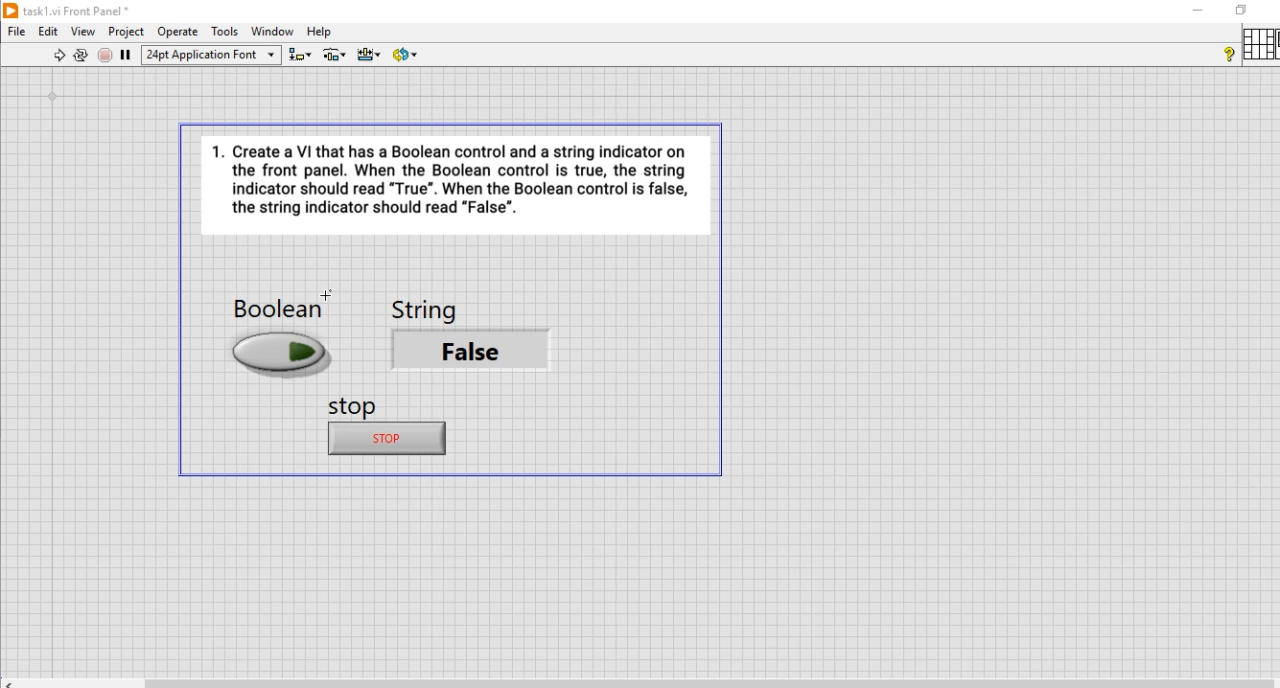 task1.vi Front Panel *
File Edit View Project Operate Tools Window Help
24pt Application Font
?
1. Create a VI that has a Boolean control and a string indicator on
the front panel. When the Boolean control is true, the string
indicator should read “True”. When the Boolean control is false,
the string indicator should read “False”.
Boolean
String
False
stop
STOP